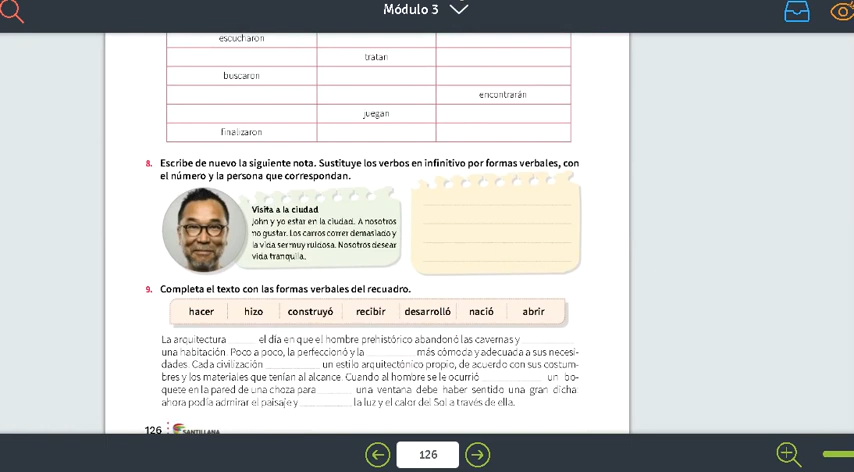 Módulo 3
escucharon
tratan
buscaron
encontrarán
juegan
finalizaron
8. Escribe de nuevo la siguiente nota. Sustituye los verbos en infinitivo por formas verbales, con
el número y la persona que correspondan.
Visita a la ciudad
John y yo estar en la ciudad. A nosotros
no gustar. Los carros correr demasiado y
la vida ser muy ruidosa. Nosotros desear
vida tranquila.
9. Completa el texto con las formas verbales del recuadro.
hacer hizo construyó recibir desarrolló nació abrir
La arquitectura ______ el día en que el hombre prehistórico abandonó las cavernas y ______
una habitación. Poco a poco, la perfeccionó y la ______ más cómoda y adecuada a sus necesi-
dades. Cada civilización ______ un estilo arquitectónico propio, de acuerdo con sus costum-
bres y los materiales que tenían al alcance. Cuando al hombre se le ocurrió ______ un bo-
quete en la pared de una choza para ______ una ventana debe haber sentido una gran dicha:
ahora podía admirar el paisaje y ______ la luz y el calor del Sol a través de ella.
126 SANTILLANA
126